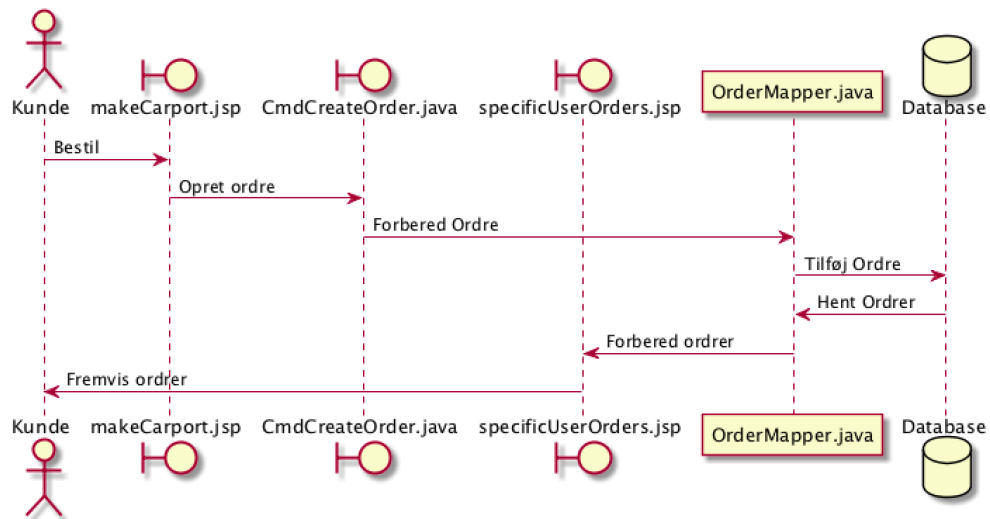 Kunde
makeCarport.jsp
CmdCreateOrder.java
specificUserOrders.jsp
OrderMapper.java
Database
Bestil
Opret ordre
Forbered Ordre
Tilføj Ordre
Hent Ordrer
Forbered ordrer
Fremvis ordrer
Kunde
makeCarport.jsp
CmdCreateOrder.java
specificUserOrders.jsp
OrderMapper.java
Database